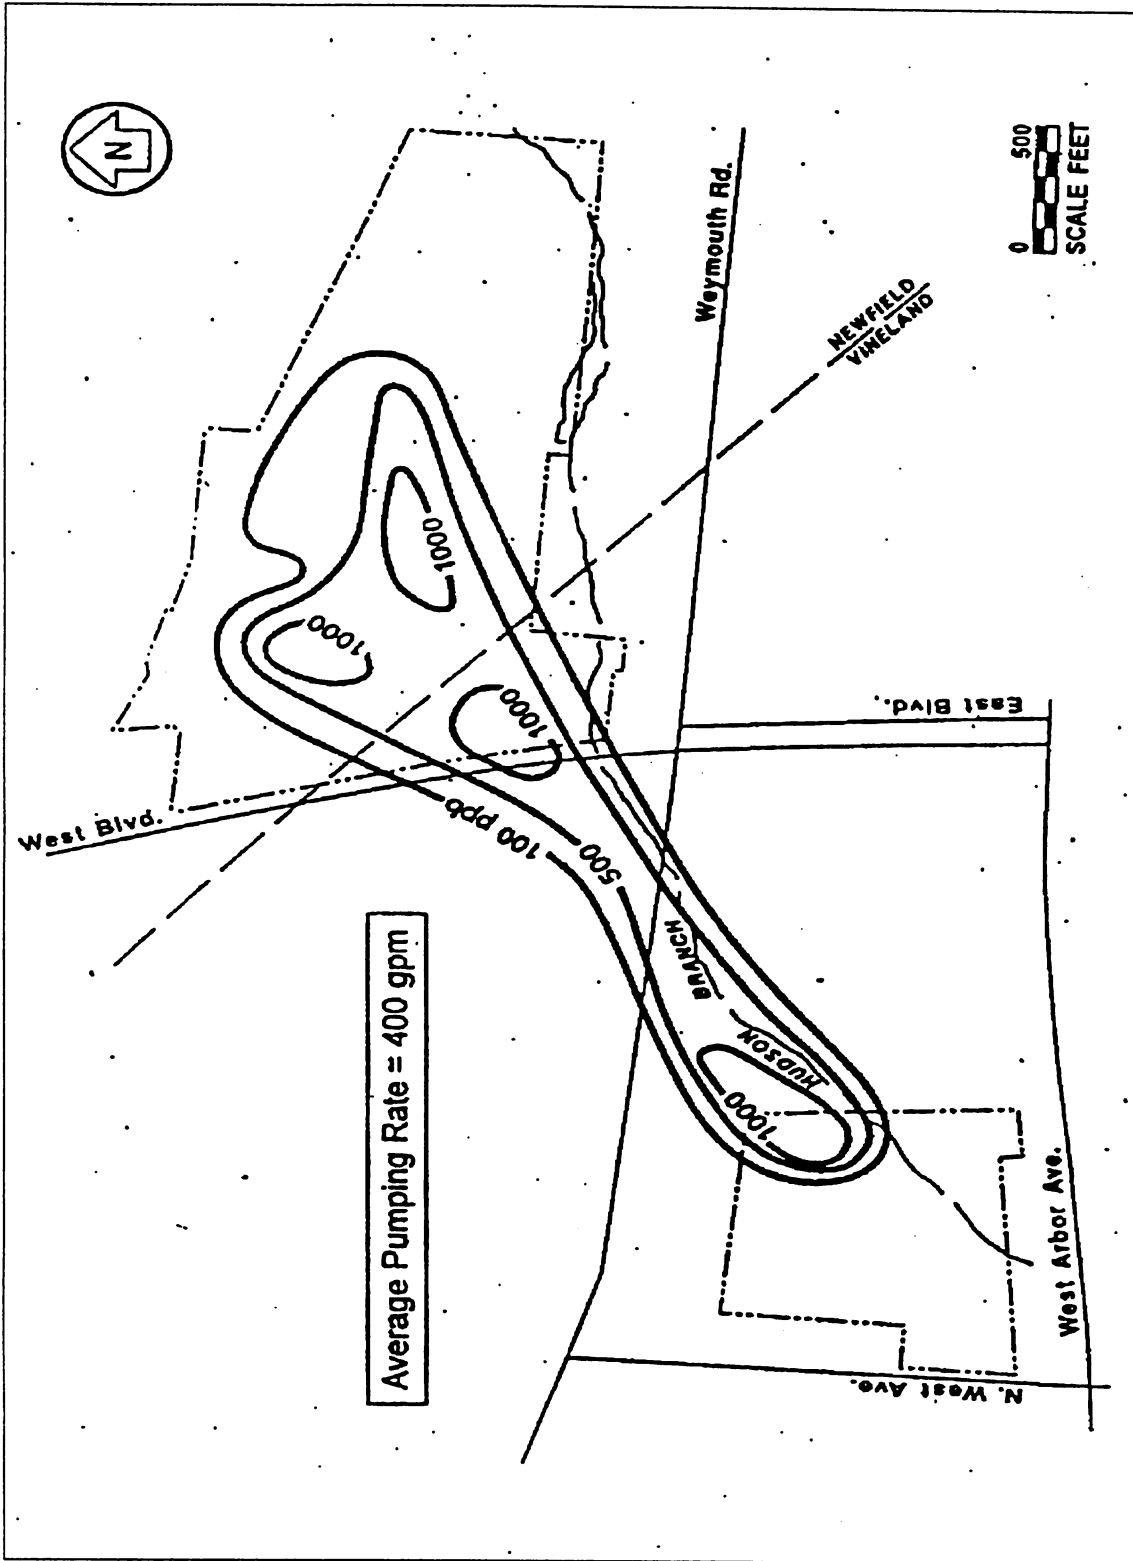 N
West Blvd.
Average Pumping Rate = 400 gpm
100 ppb
500
1000
1000
1000
1000
HUDSON
BRANCH
Weymouth Rd.
NEWFIELD
VINELAND
East Blvd.
N. West Ave.
West Arbor Ave.
0 500
SCALE FEET